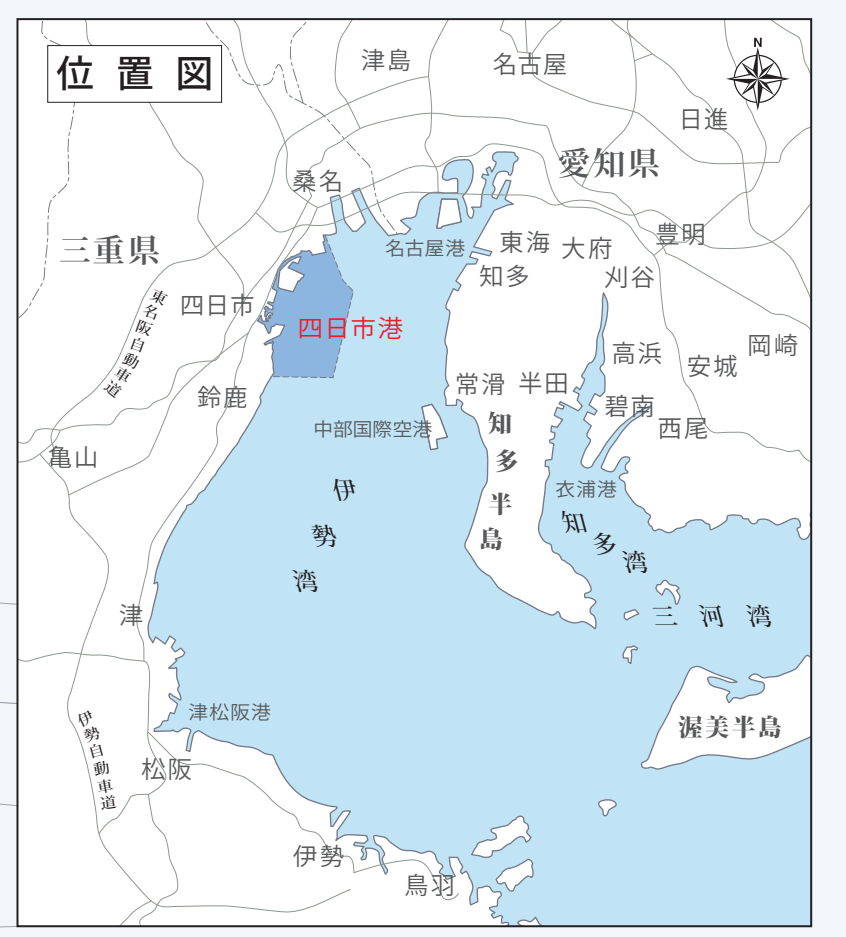 位置図
N
津島
名古屋
日進
愛知県
桑名
三重県
名古屋港
東海
大府
豊明
知多
刈谷
東名阪自動車道
四日市
四日市港
高浜
岡崎
安城
鈴鹿
常滑
半田
碧南
西尾
中部国際空港
知多半島
亀山
伊勢湾
衣浦港
知多湾
津
三河湾
津松阪港
伊勢自動車道
渥美半島
松阪
伊勢
鳥羽